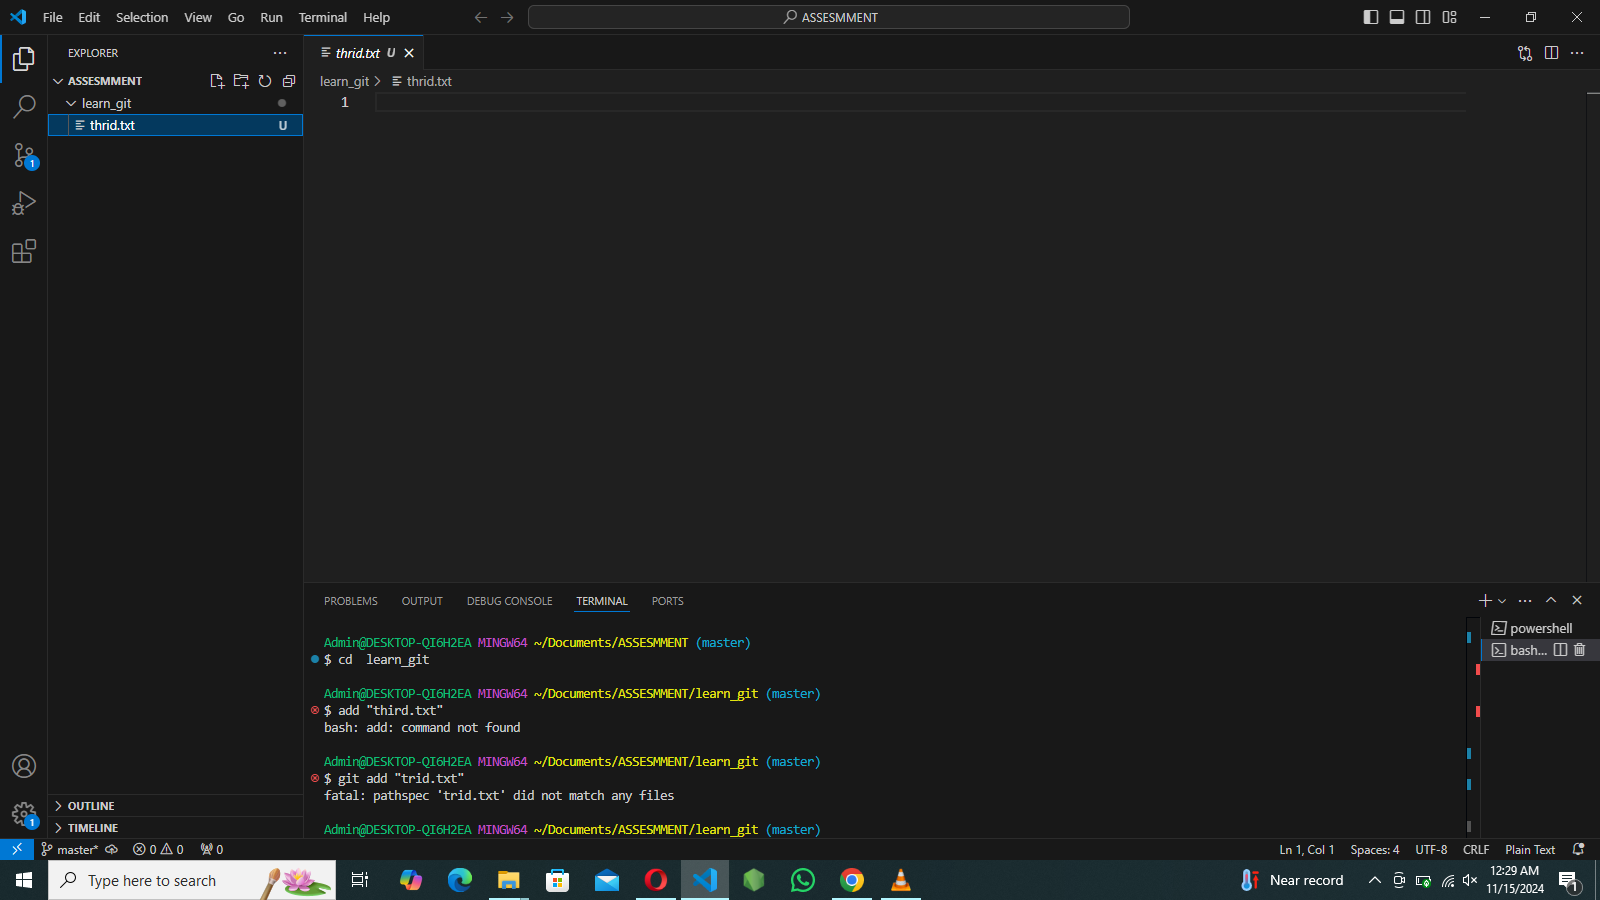 File Edit Selection View Go Run Terminal Help
ASSESMMENT
EXPLORER
ASSESMMENT
learn_git
thrid.txt U
thrid.txt U
learn_git > thrid.txt
1
PROBLEMS OUTPUT DEBUG CONSOLE TERMINAL PORTS
Admin@DESKTOP-QI6H2EA MINGW64 ~/Documents/ASSESMMENT (master)
$ cd  learn_git
Admin@DESKTOP-QI6H2EA MINGW64 ~/Documents/ASSESMMENT/learn_git (master)
$ add "third.txt"
bash: add: command not found
Admin@DESKTOP-QI6H2EA MINGW64 ~/Documents/ASSESMMENT/learn_git (master)
$ git add "trid.txt"
fatal: pathspec 'trid.txt' did not match any files
Admin@DESKTOP-QI6H2EA MINGW64 ~/Documents/ASSESMMENT/learn_git (master)
powershell
bash...
1
OUTLINE
1
TIMELINE
master* 0 0 0
Ln 1, Col 1 Spaces: 4 UTF-8 CRLF Plain Text
Type here to search
Near record
12:29 AM
11/15/2024
1